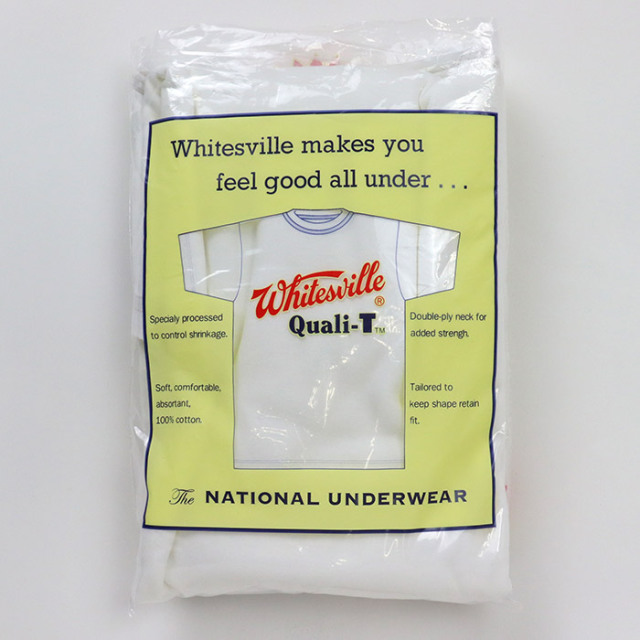 Whitesville makes you
feel good all under . . .
Whitesville®
Quali-T™
Specialy processed
to control shrinkage.
Double-ply neck for
added strengh.
Soft, comfortable,
absortant,
100% cotton.
Tailored to
keep shape retain
fit.
The NATIONAL UNDERWEAR